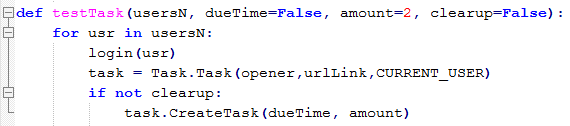 def testTask(usersN, dueTime=False, amount=2, clearup=False):
    for usr in usersN:
        login(usr)
        task = Task.Task(opener,urlLink,CURRENT_USER)
        if not clearup:
            task.CreateTask(dueTime, amount)